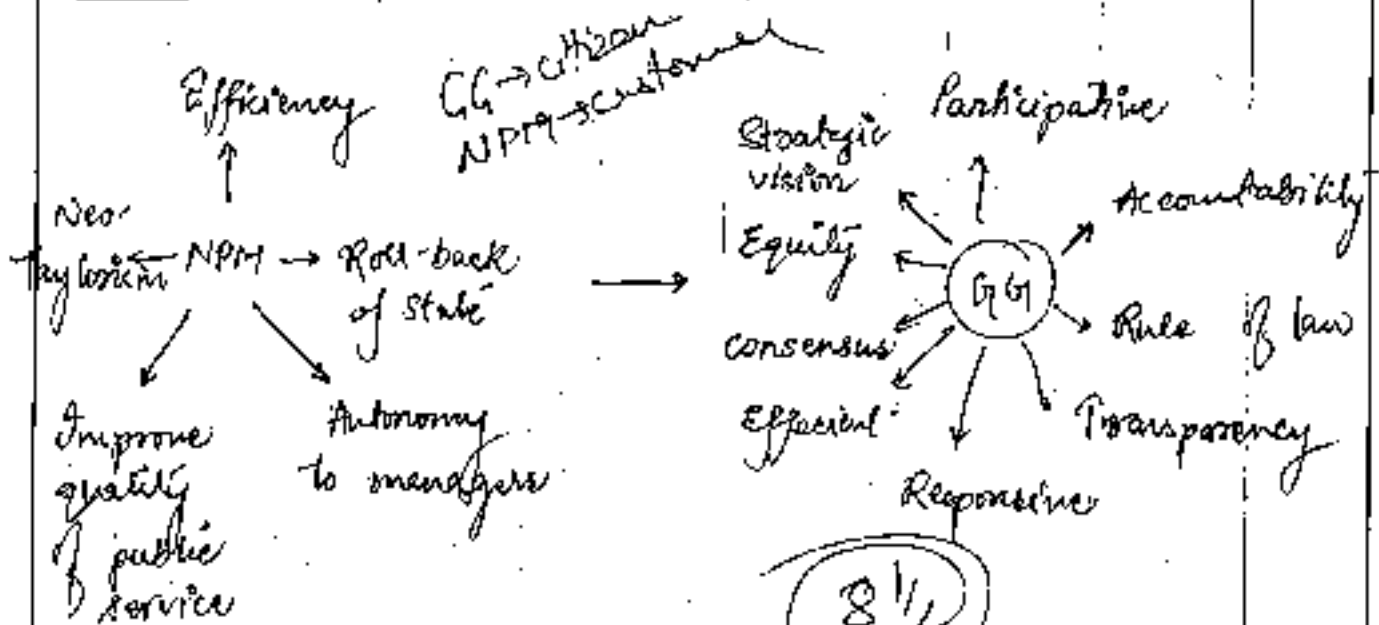 Efficiency
GG → citizen
NPM → customer
Neo-
Taylorism ← NPM → Roll-back
of state
Improve
quality
of public
service
Autonomy
to managers
→
Strategic
vision
Participative
Accountability
Equity
GG
consensus
Rule of law
Effecient
Transparency
Responsive
8 1/2